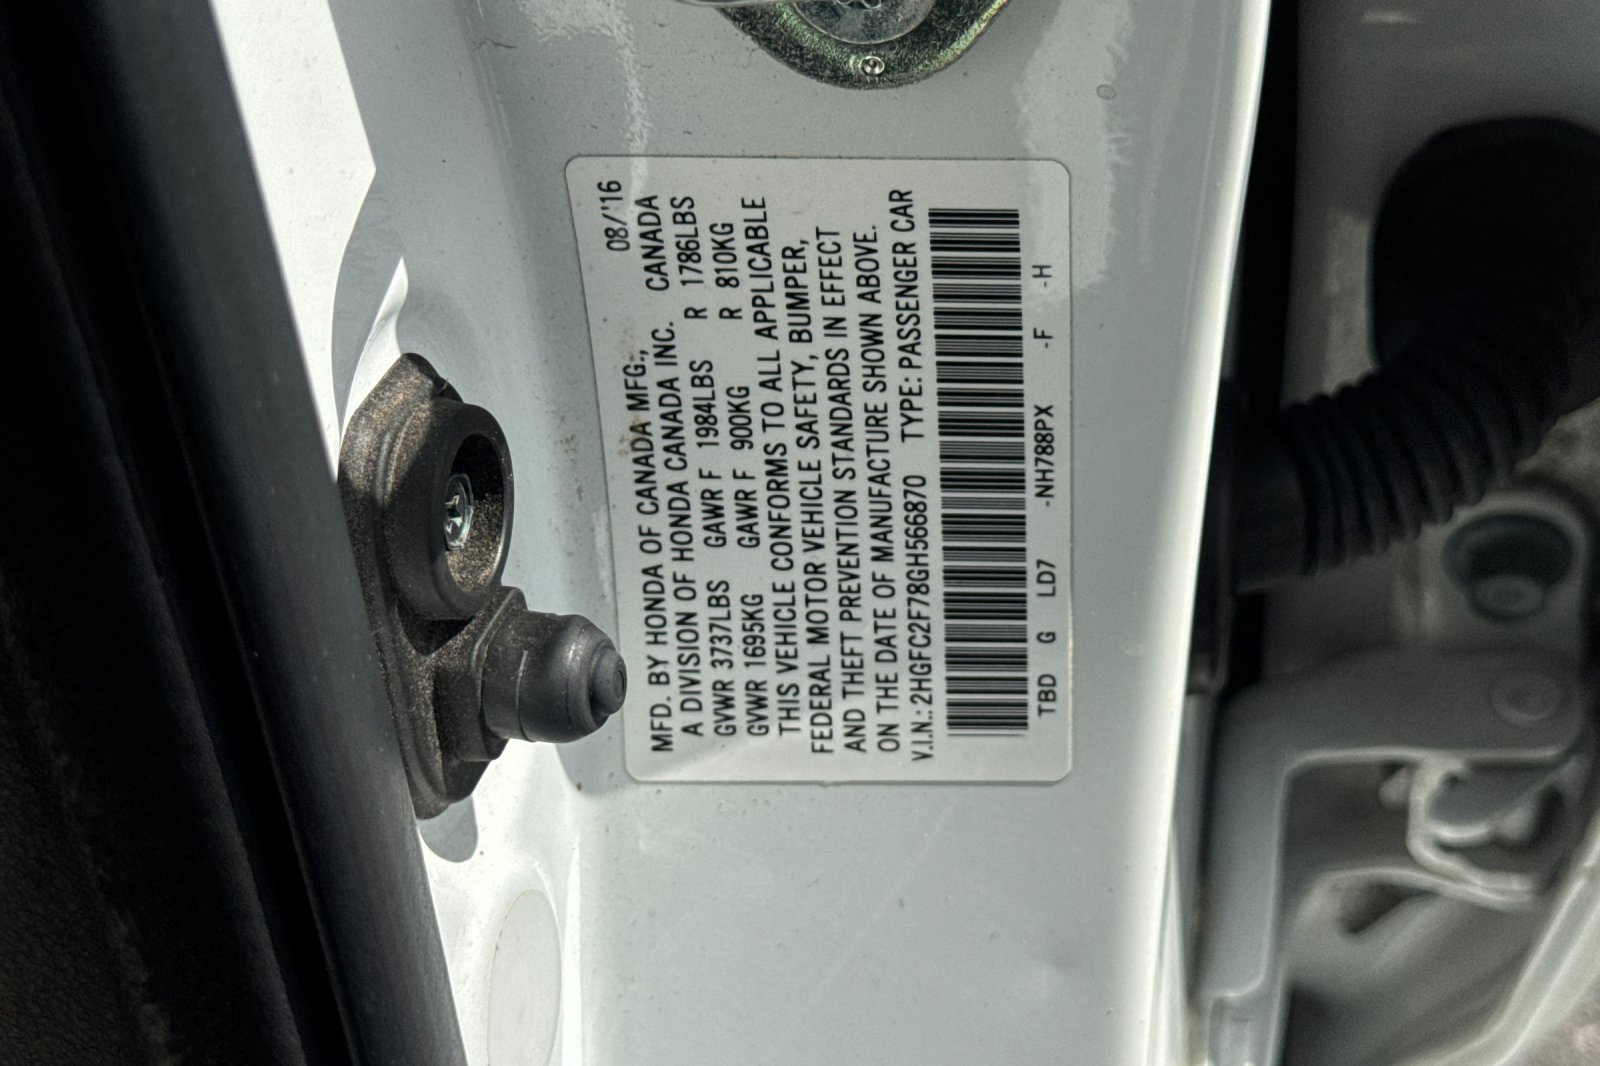 08/'16
MFD. BY HONDA OF CANADA MFG.,
A DIVISION OF HONDA CANADA INC. CANADA
GVWR 3737LBS GAWR F 1984LBS R 1786LBS
GVWR 1695KG GAWR F 900KG R 810KG
THIS VEHICLE CONFORMS TO ALL APPLICABLE
FEDERAL MOTOR VEHICLE SAFETY, BUMPER,
AND THEFT PREVENTION STANDARDS IN EFFECT
ON THE DATE OF MANUFACTURE SHOWN ABOVE.
V.I.N.: 2HGFC2F78GH566870 TYPE: PASSENGER CAR
TBD G LD7 -NH788PX -F -H